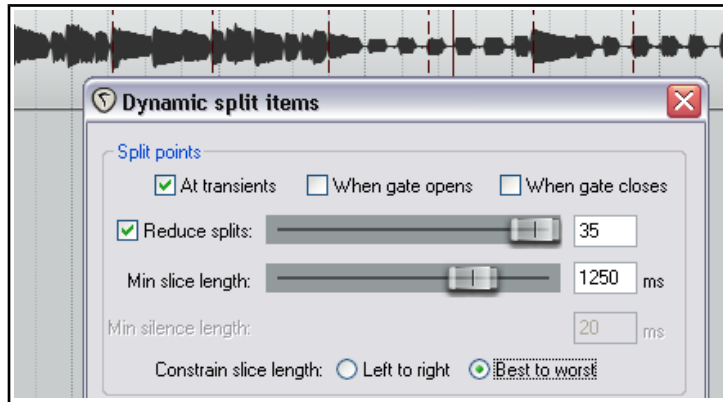 Dynamic split items
Split points
At transients When gate opens When gate closes
Reduce splits: 35
Min slice length: 1250 ms
Min silence length: 20 ms
Constrain slice length: Left to right Best to worst